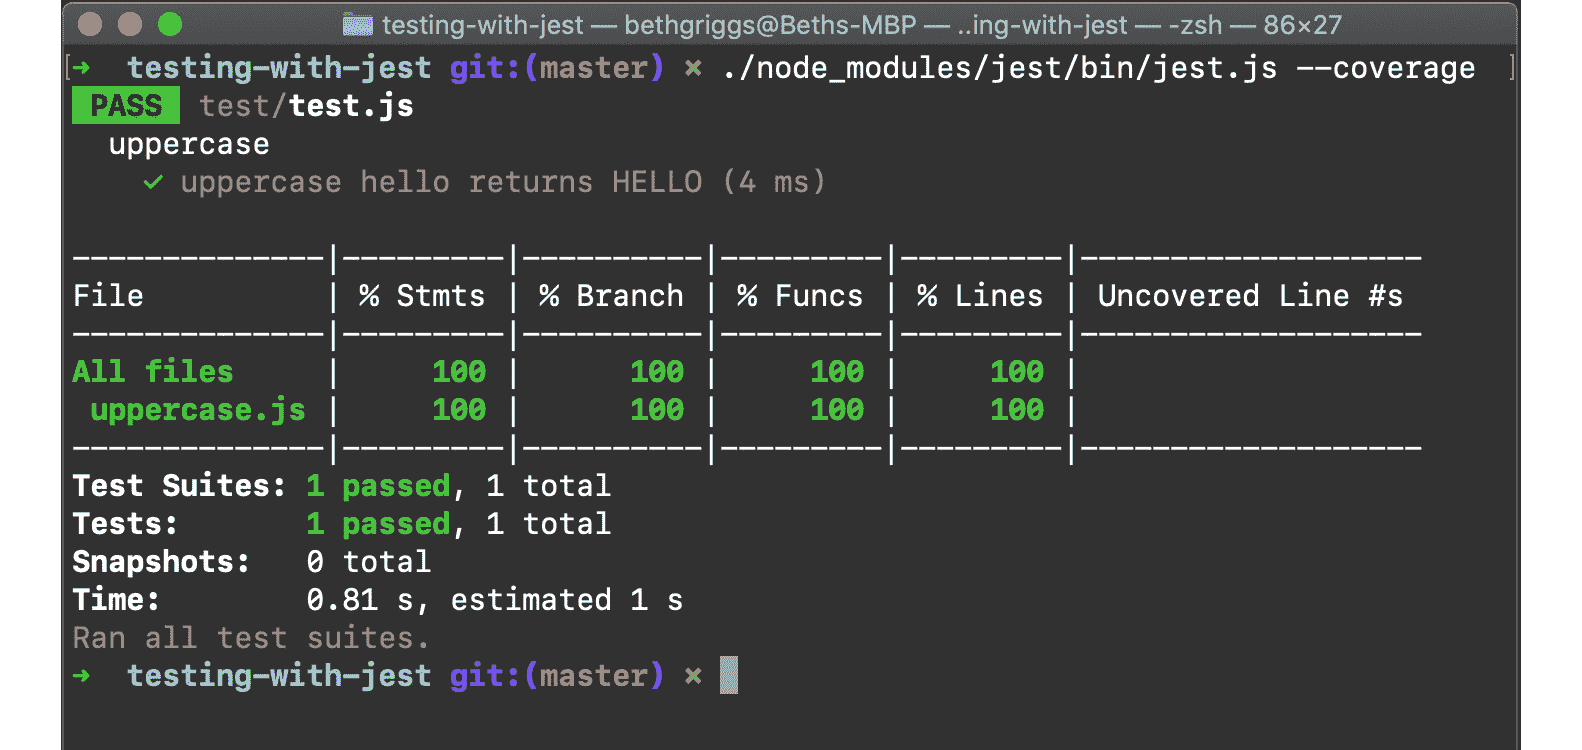 testing-with-jest — bethgriggs@Beths-MBP — ..ing-with-jest — -zsh — 86×27
[➜  testing-with-jest git:(master) ✗ ./node_modules/jest/bin/jest.js --coverage  ]
PASS  test/test.js
  uppercase
    ✓ uppercase hello returns HELLO (4 ms)
--------------|---------|----------|---------|---------|-------------------
File          | % Stmts | % Branch | % Funcs | % Lines | Uncovered Line #s
--------------|---------|----------|---------|---------|-------------------
All files     |     100 |      100 |     100 |     100 |
 uppercase.js |     100 |      100 |     100 |     100 |
--------------|---------|----------|---------|---------|-------------------
Test Suites: 1 passed, 1 total
Tests:       1 passed, 1 total
Snapshots:   0 total
Time:        0.81 s, estimated 1 s
Ran all test suites.
➜  testing-with-jest git:(master) ✗